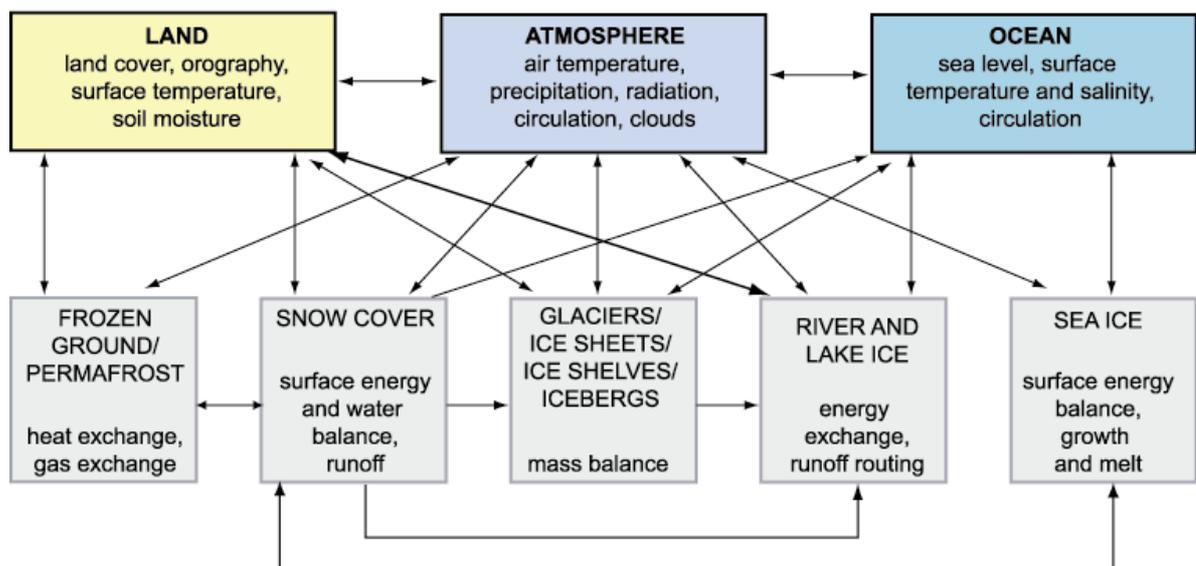 LAND
land cover, orography,
surface temperature,
soil moisture
ATMOSPHERE
air temperature,
precipitation, radiation,
circulation, clouds
OCEAN
sea level, surface
temperature and salinity,
circulation
FROZEN
GROUND/
PERMAFROST
heat exchange,
gas exchange
SNOW COVER
surface energy
and water
balance,
runoff
GLACIERS/
ICE SHEETS/
ICE SHELVES/
ICEBERGS
mass balance
RIVER AND
LAKE ICE
energy
exchange,
runoff routing
SEA ICE
surface energy
balance,
growth
and melt